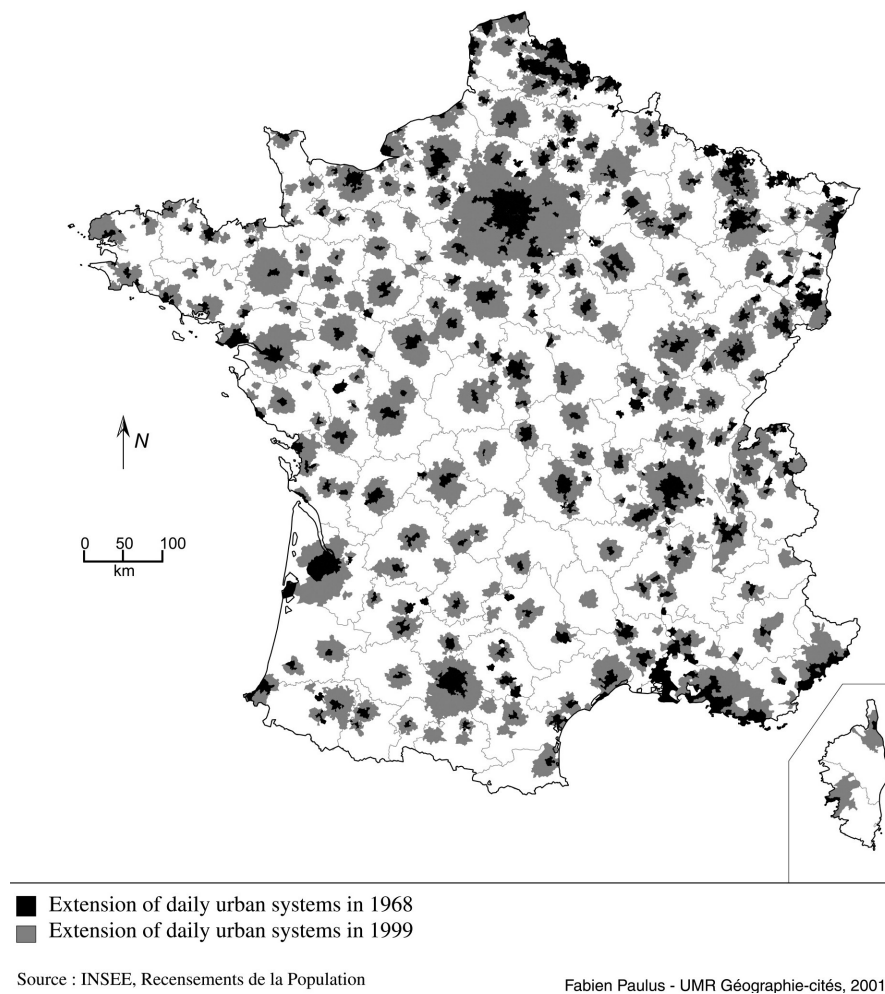 N
0 50 100
km
Extension of daily urban systems in 1968
Extension of daily urban systems in 1999
Source : INSEE, Recensements de la Population
Fabien Paulus - UMR Géographie-cités, 2001